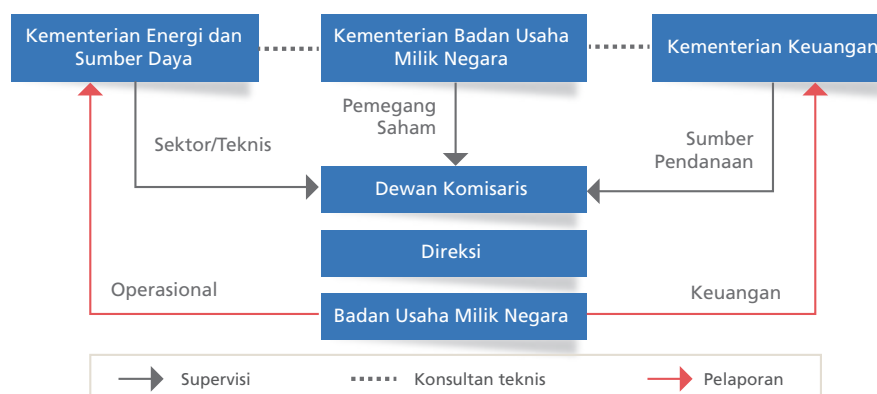 Kementerian Energi dan
Sumber Daya
Kementerian Badan Usaha
Milik Negara
Kementerian Keuangan
Pemegang
Saham
Sektor/Teknis
Sumber
Pendanaan
Dewan Komisaris
Direksi
Operasional
Keuangan
Badan Usaha Milik Negara
Supervisi
Konsultan teknis
Pelaporan